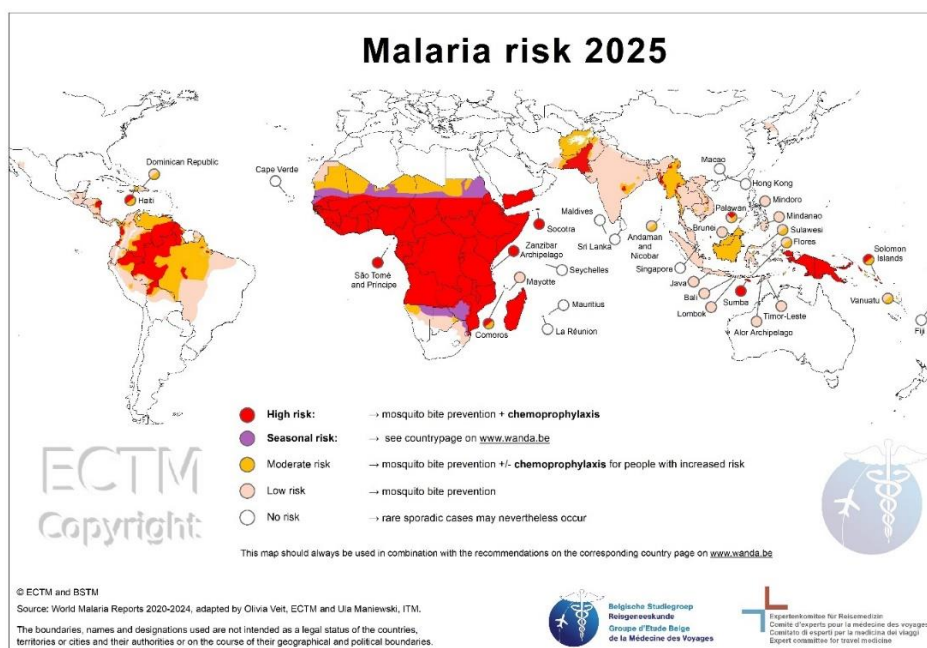 Malaria risk 2025
Dominican Republic
Haiti
Cape Verde
São Tomé
and Príncipe
Socotra
Zanzibar
Archipelago
Seychelles
Mayotte
Mauritius
La Réunion
Comoros
Maldives
Sri Lanka
Andaman
and
Nicobar
Singapore
Java
Bali
Lombok
Macao
Hong Kong
Palawan
Brunei
Mindoro
Mindanao
Sulawesi
Flores
Solomon
Islands
Sumba
Timor-Leste
Alor Archipelago
Vanuatu
Fiji
High risk: → mosquito bite prevention + chemoprophylaxis
Seasonal risk: → see countrypage on www.wanda.be
Moderate risk → mosquito bite prevention +/- chemoprophylaxis for people with increased risk
Low risk → mosquito bite prevention
No risk → rare sporadic cases may nevertheless occur
ECTM
Copyright
This map should always be used in combination with the recommendations on the corresponding country page on www.wanda.be
© ECTM and BSTM
Source: World Malaria Reports 2020-2024, adapted by Olivia Veit, ECTM and Ula Maniewski, ITM.
The boundaries, names and designations used are not intended as a legal status of the countries,
territories or cities and their authorities or on the course of their geographical and political boundaries.
Belgische Studiegroep
Reisgeneeskunde
Groupe d'Etude Belge
de la Médecine des Voyages
Expertenkomitee für Reisemedizin
Comité d'experts pour la médecine des voyages
Comitato di esperti per la medicina dei viaggi
Expert committee for travel medicine